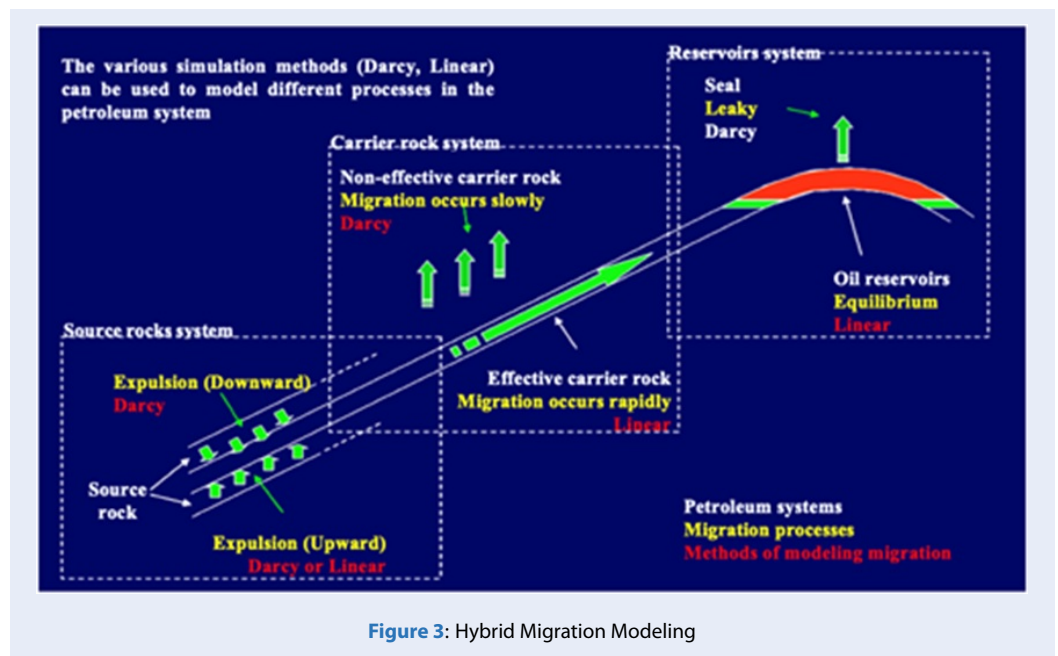 The various simulation methods (Darcy, Linear)
can be used to model different processes in the
petroleum system
Reservoirs system
Seal
Leaky
Darcy
Carrier rock system
Non-effective carrier rock
Migration occurs slowly
Darcy
Oil reservoirs
Equilibrium
Linear
Source rocks system
Expulsion (Downward)
Darcy
Effective carrier rock
Migration occurs rapidly
Linear
Source
rock
Expulsion (Upward)
Darcy or Linear
Petroleum systems
Migration processes
Methods of modeling migration
Figure 3: Hybrid Migration Modeling